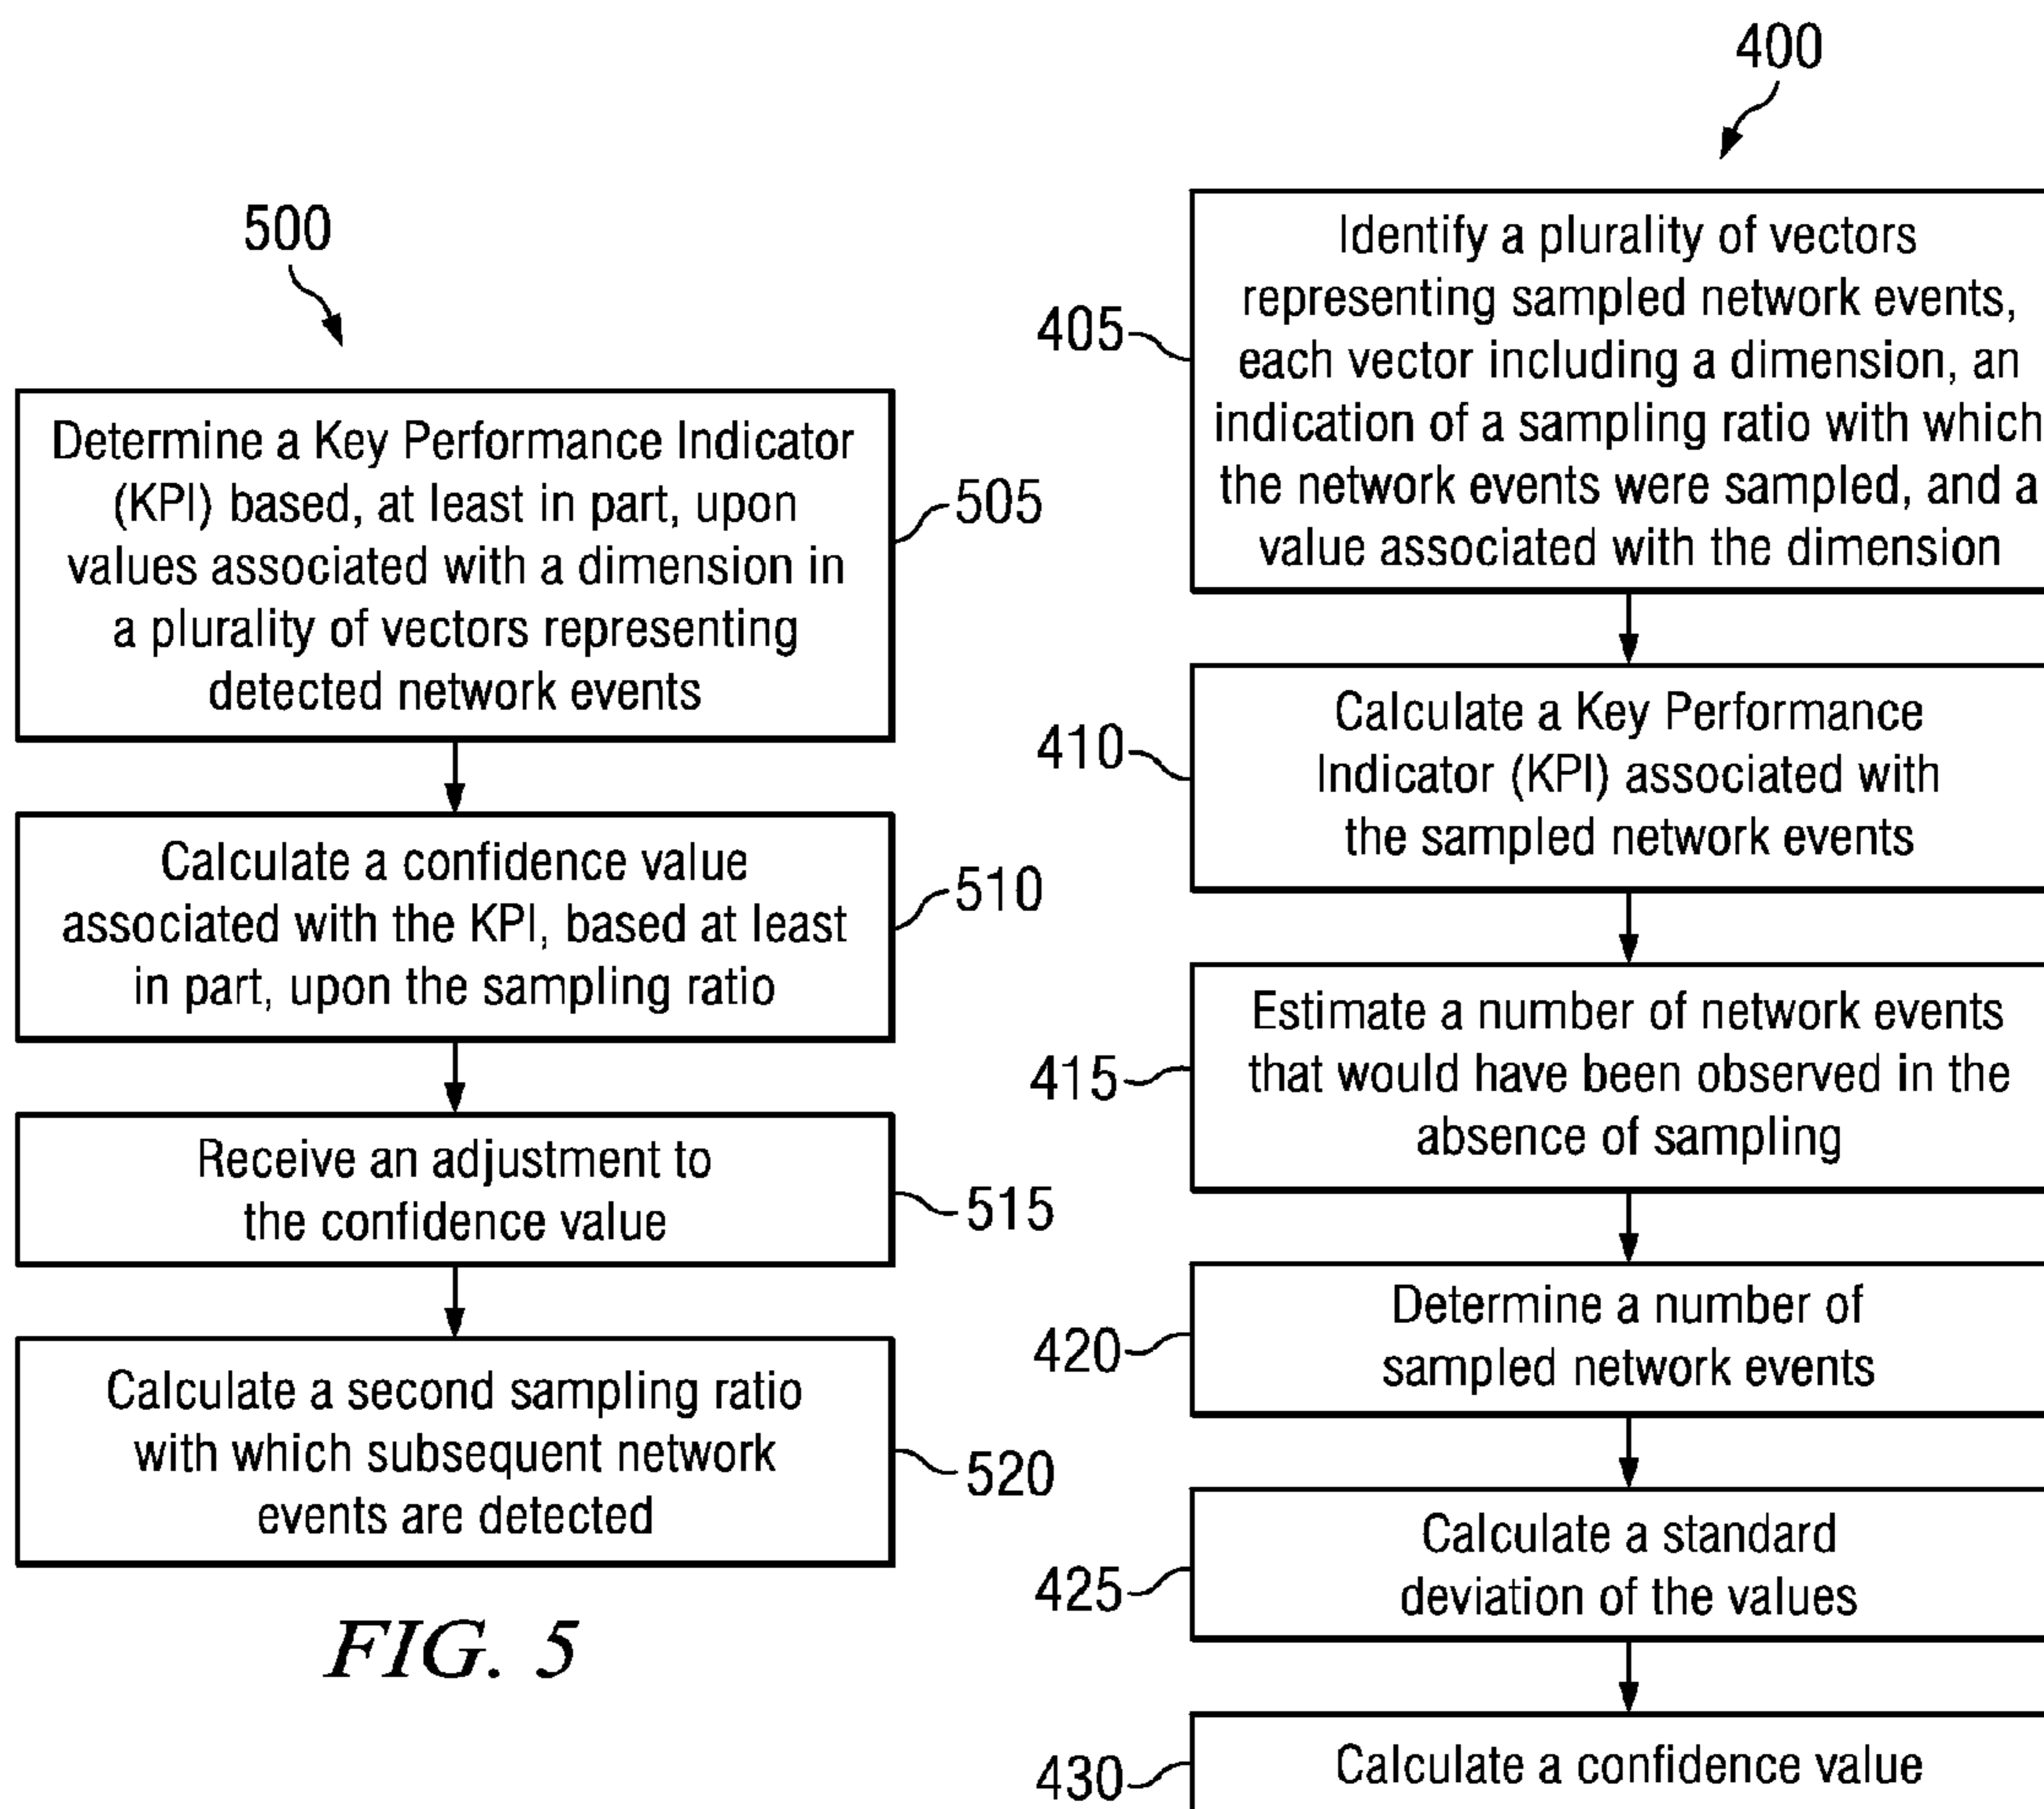 500
Determine a Key Performance Indicator
(KPI) based, at least in part, upon
values associated with a dimension in
a plurality of vectors representing
detected network events
505
Calculate a confidence value
associated with the KPI, based at least
in part, upon the sampling ratio
510
Receive an adjustment to
the confidence value
515
Calculate a second sampling ratio
with which subsequent network
events are detected
520
FIG. 5
400
405
Identify a plurality of vectors
representing sampled network events,
each vector including a dimension, an
indication of a sampling ratio with which
the network events were sampled, and a
value associated with the dimension
410
Calculate a Key Performance
Indicator (KPI) associated with
the sampled network events
415
Estimate a number of network events
that would have been observed in the
absence of sampling
420
Determine a number of
sampled network events
425
Calculate a standard
deviation of the values
430
Calculate a confidence value